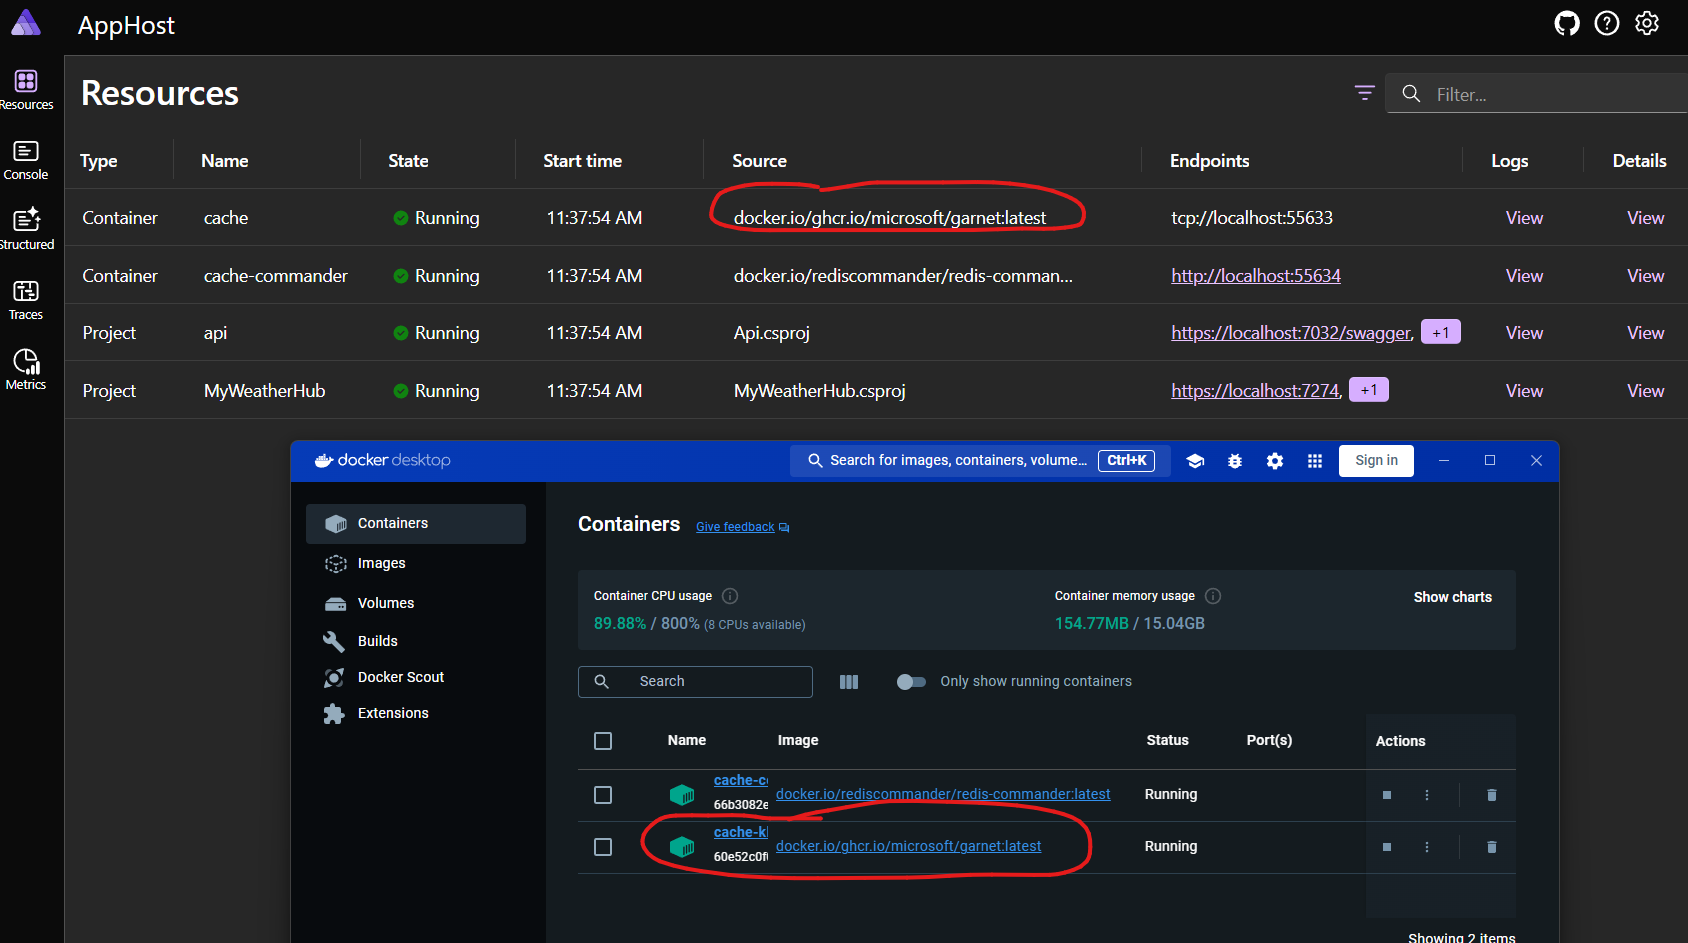 AppHost
Resources
Resources
Filter...
Type Name State Start time Source Endpoints Logs Details
Console
Container cache Running 11:37:54 AM docker.io/ghcr.io/microsoft/garnet:latest tcp://localhost:55633 View View
Structured
Container cache-commander Running 11:37:54 AM docker.io/rediscommander/redis-comman... http://localhost:55634 View View
Traces
Project api Running 11:37:54 AM Api.csproj https://localhost:7032/swagger, +1 View View
Metrics
Project MyWeatherHub Running 11:37:54 AM MyWeatherHub.csproj https://localhost:7274, +1 View View
docker desktop Search for images, containers, volume... Ctrl+K Sign in
Containers
Images
Volumes
Builds
Docker Scout
Extensions
Containers Give feedback
Container CPU usage Container memory usage Show charts
89.88% / 800% (8 CPUs available) 154.77MB / 15.04GB
Search Only show running containers
Name Image Status Port(s) Actions
cache-c docker.io/rediscommander/redis-commander:latest Running
66b3082e
cache-k docker.io/ghcr.io/microsoft/garnet:latest Running
60e52c0f
Showing 2 items